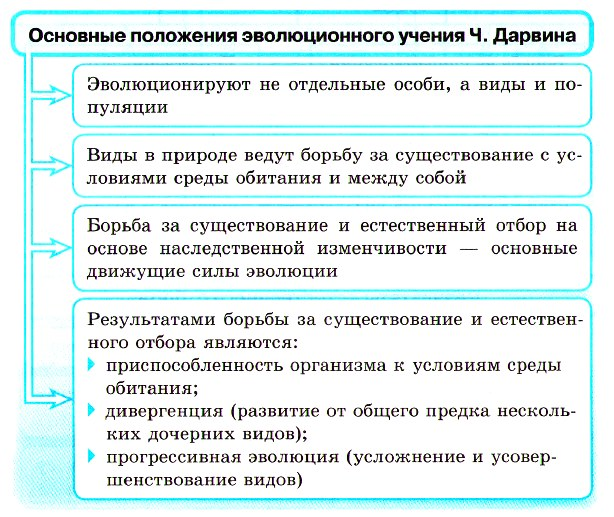 Основные положения эволюционного учения Ч. Дарвина
Эволюционируют не отдельные особи, а виды и по-
пуляции
Виды в природе ведут борьбу за существование с ус-
ловиями среды обитания и между собой
Борьба за существование и естественный отбор на
основе наследственной изменчивости — основные
движущие силы эволюции
Результатами борьбы за существование и естествен-
ного отбора являются:
приспособленность организма к условиям среды
обитания;
дивергенция (развитие от общего предка несколь-
ких дочерних видов);
прогрессивная эволюция (усложнение и усовер-
шенствование видов)